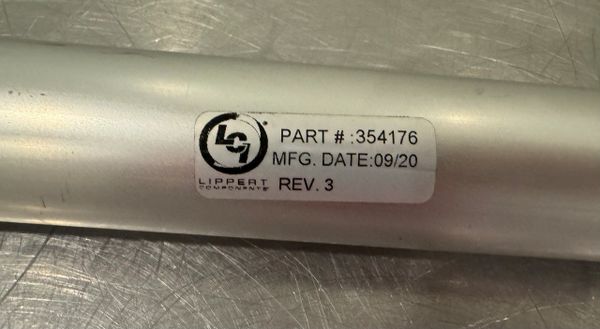 LCI
PART # :354176
MFG. DATE:09/20
LIPPERT
COMPONENTS
REV. 3